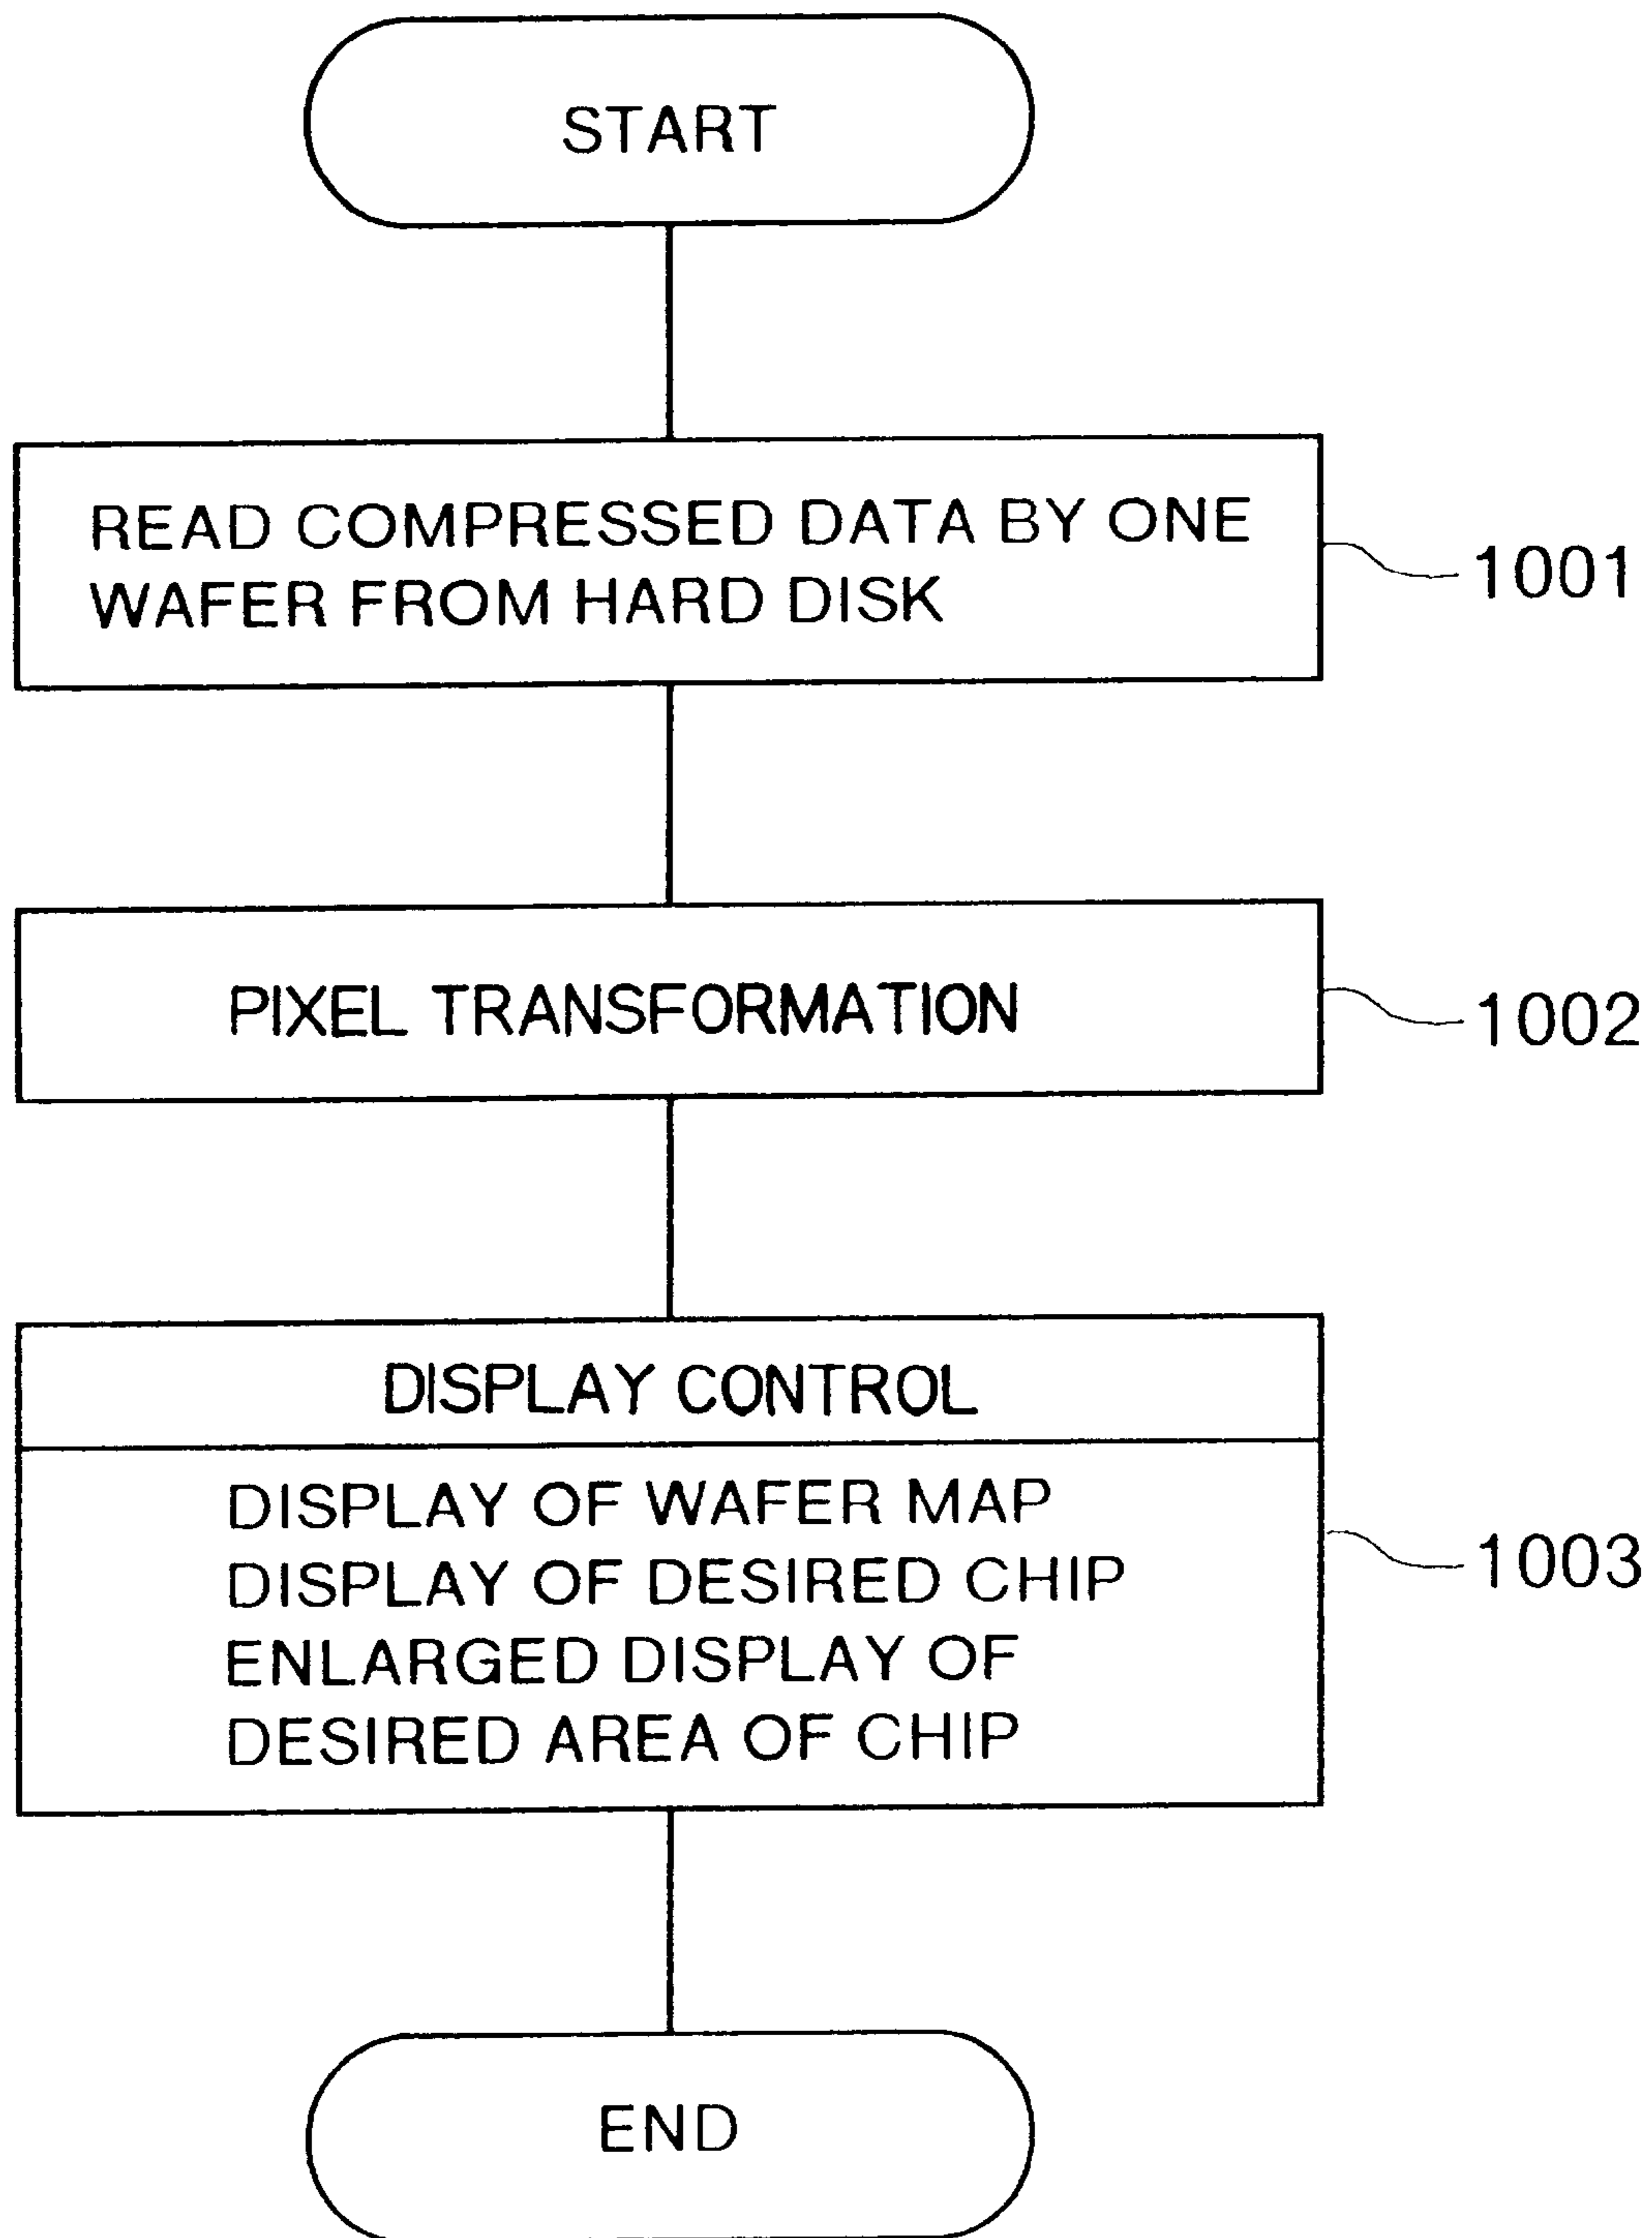 START
READ COMPRESSED DATA BY ONE
WAFER FROM HARD DISK
1001
PIXEL TRANSFORMATION
1002
DISPLAY CONTROL
DISPLAY OF WAFER MAP
DISPLAY OF DESIRED CHIP
ENLARGED DISPLAY OF
DESIRED AREA OF CHIP
1003
END